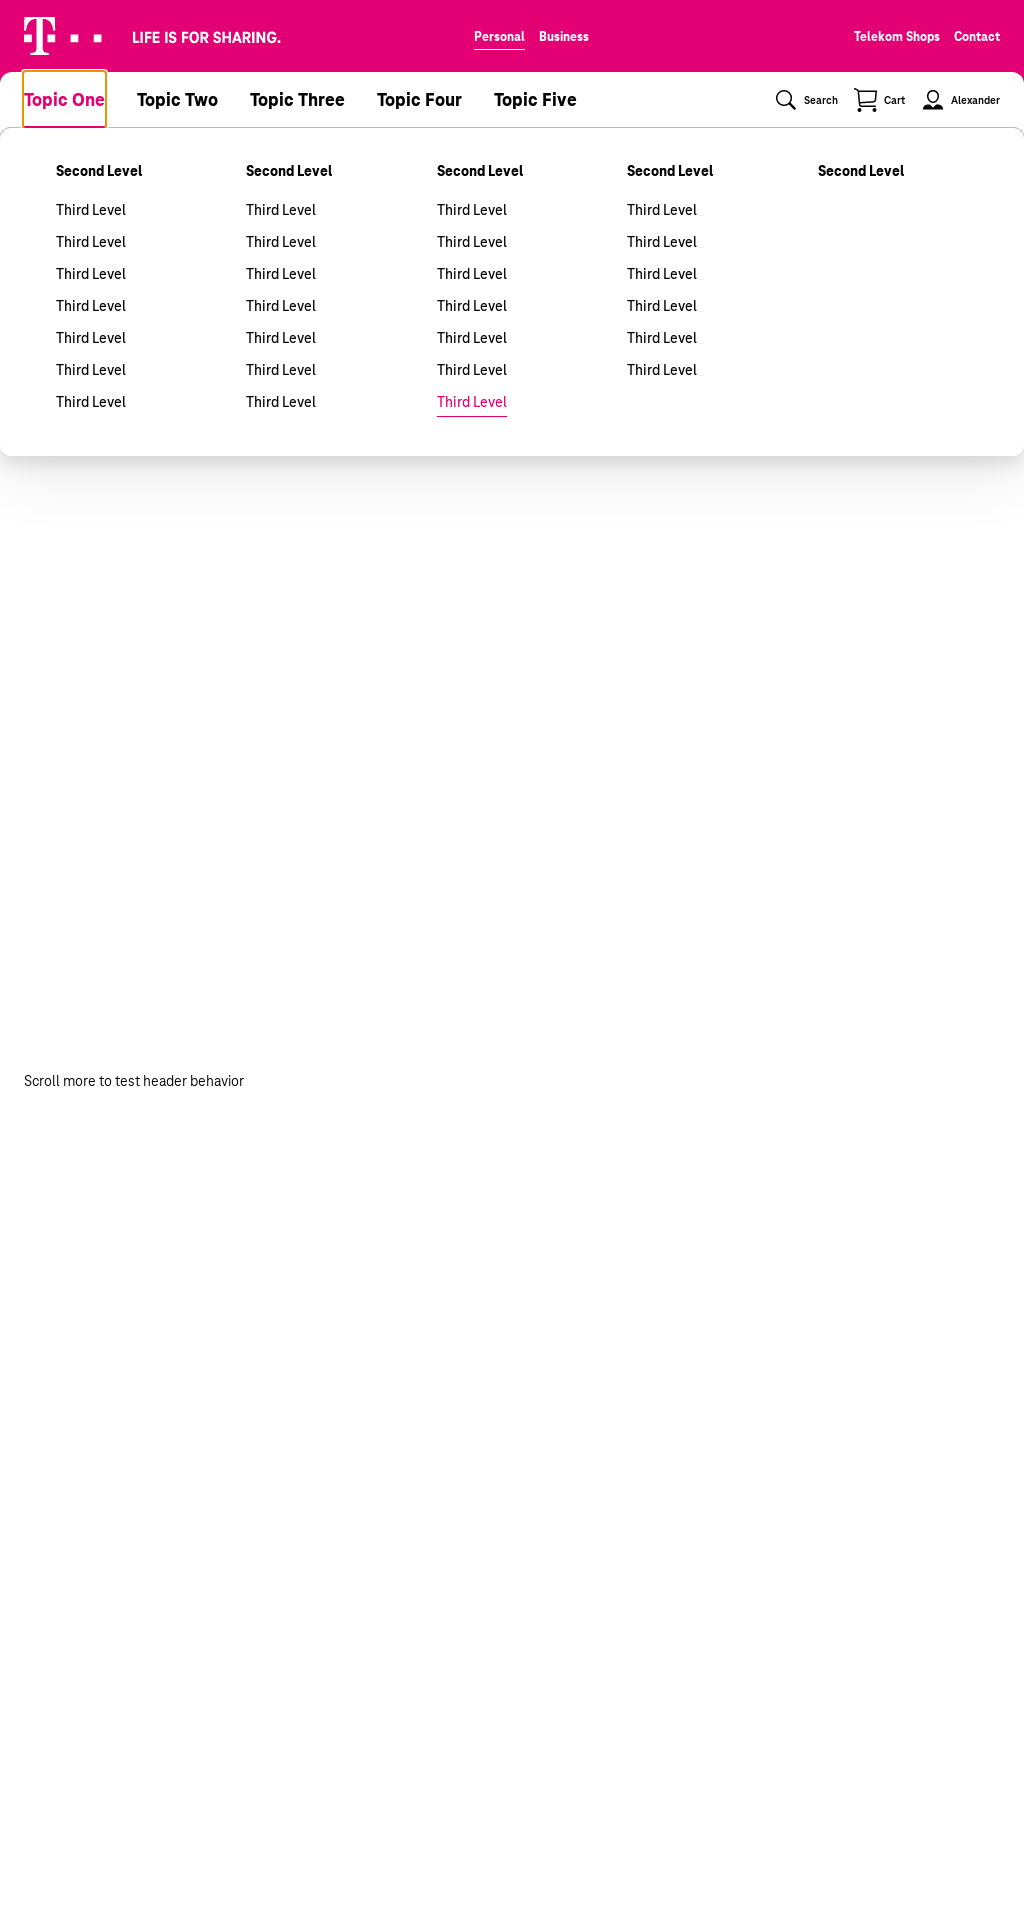 T
LIFE IS FOR SHARING.
Personal Business
Telekom Shops Contact
Topic One Topic Two Topic Three Topic Four Topic Five
Search Cart Alexander
Second Level Second Level Second Level Second Level Second Level
Third Level Third Level Third Level Third Level
Third Level Third Level Third Level Third Level
Third Level Third Level Third Level Third Level
Third Level Third Level Third Level Third Level
Third Level Third Level Third Level Third Level
Third Level Third Level Third Level Third Level
Third Level Third Level Third Level
Scroll more to test header behavior